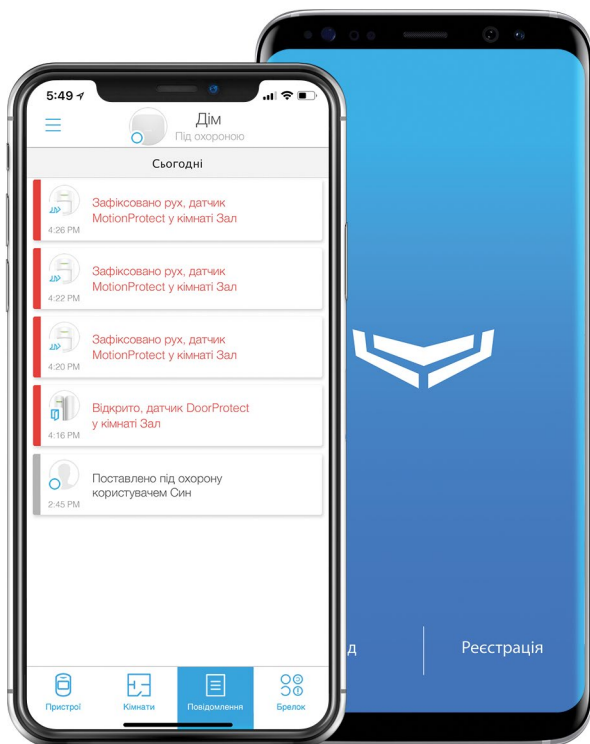 5:49
Дім
Під охороною
Сьогодні
Зафіксовано рух, датчик
MotionProtect у кімнаті Зал
4:26 PM
Зафіксовано рух, датчик
MotionProtect у кімнаті Зал
4:22 PM
Зафіксовано рух, датчик
MotionProtect у кімнаті Зал
4:20 PM
Відкрито, датчик DoorProtect
у кімнаті Зал
4:16 PM
Поставлено під охорону
користувачем Син
2:45 PM
Пристрої
Кімнати
Повідомлення
Брелок
д
Реєстрація